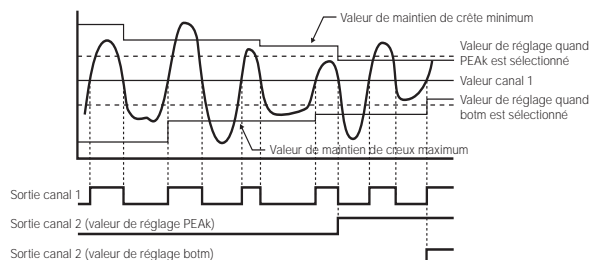 Valeur de maintien de crête minimum
Valeur de réglage quand
PEAk est sélectionné
Valeur canal 1
Valeur de réglage quand
botm est sélectionné
Valeur de maintien de creux maximum
Sortie canal 1
Sortie canal 2 (valeur de réglage PEAk)
Sortie canal 2 (valeur de réglage botm)